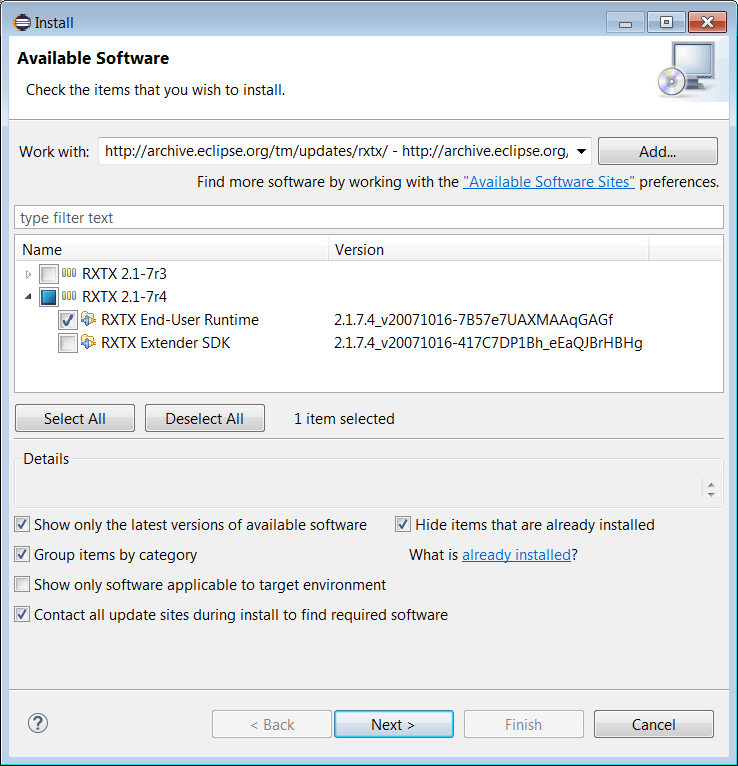 Install
Available Software
Check the items that you wish to install.
Work with: http://archive.eclipse.org/tm/updates/rxtx/ - http://archive.eclipse.org, Add...
Find more software by working with the "Available Software Sites" preferences.
type filter text
Name Version
RXTX 2.1-7r3
RXTX 2.1-7r4
RXTX End-User Runtime 2.1.7.4_v20071016-7B57e7UAXMAAqGAGf
RXTX Extender SDK 2.1.7.4_v20071016-417C7DP1Bh_eEaQJBrHBHg
Select All Deselect All 1 item selected
Details
Show only the latest versions of available software Hide items that are already installed
Group items by category What is already installed?
Show only software applicable to target environment
Contact all update sites during install to find required software
? < Back Next > Finish Cancel